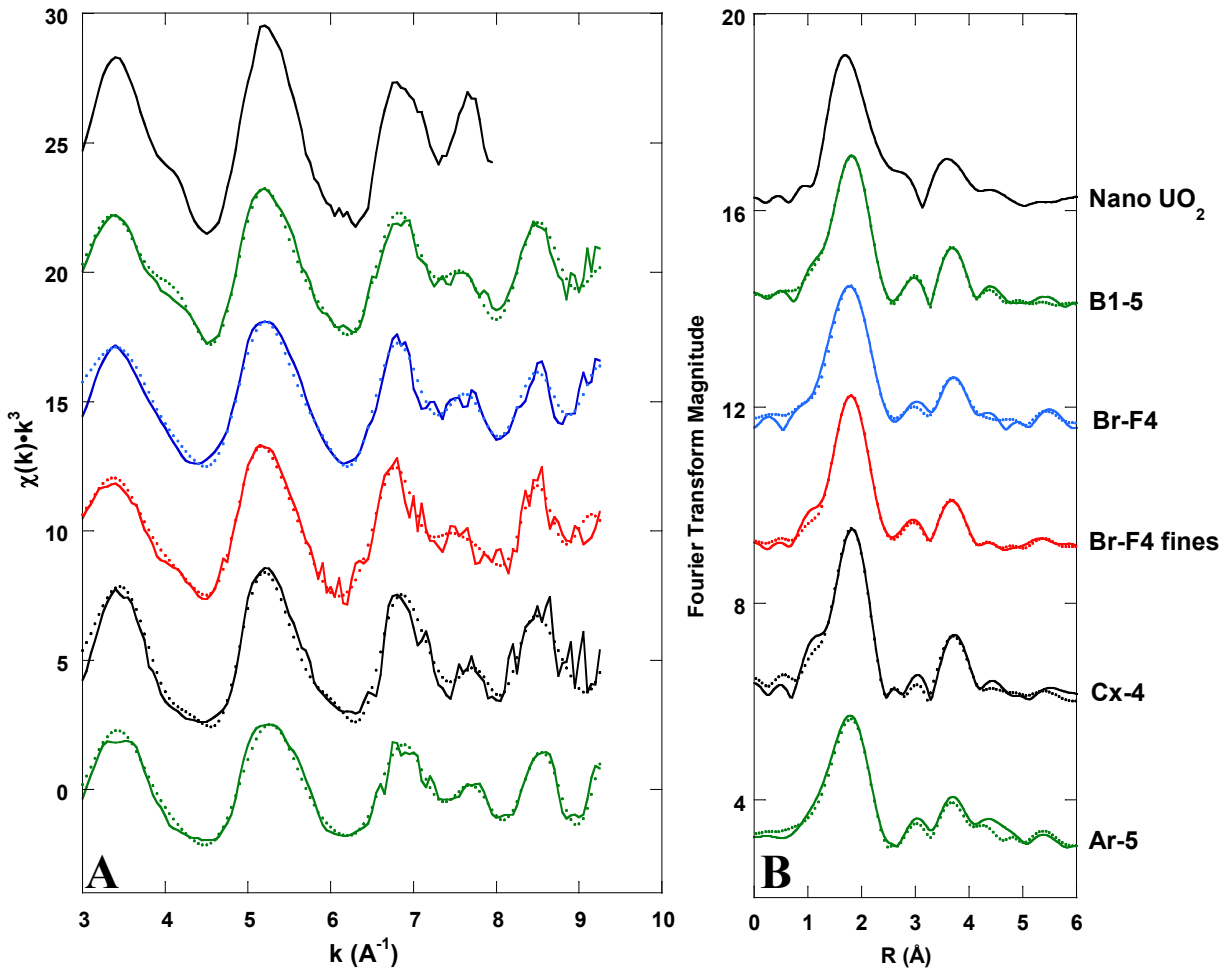 30
25
20
15
10
5
0
χ(k)•k³
3
4
5
6
7
8
9
10
k (A⁻¹)
A
20
16
12
8
4
Fourier Transform Magnitude
0
1
2
3
4
5
6
R (Å)
B
Nano UO₂
B1-5
Br-F4
Br-F4 fines
Cx-4
Ar-5